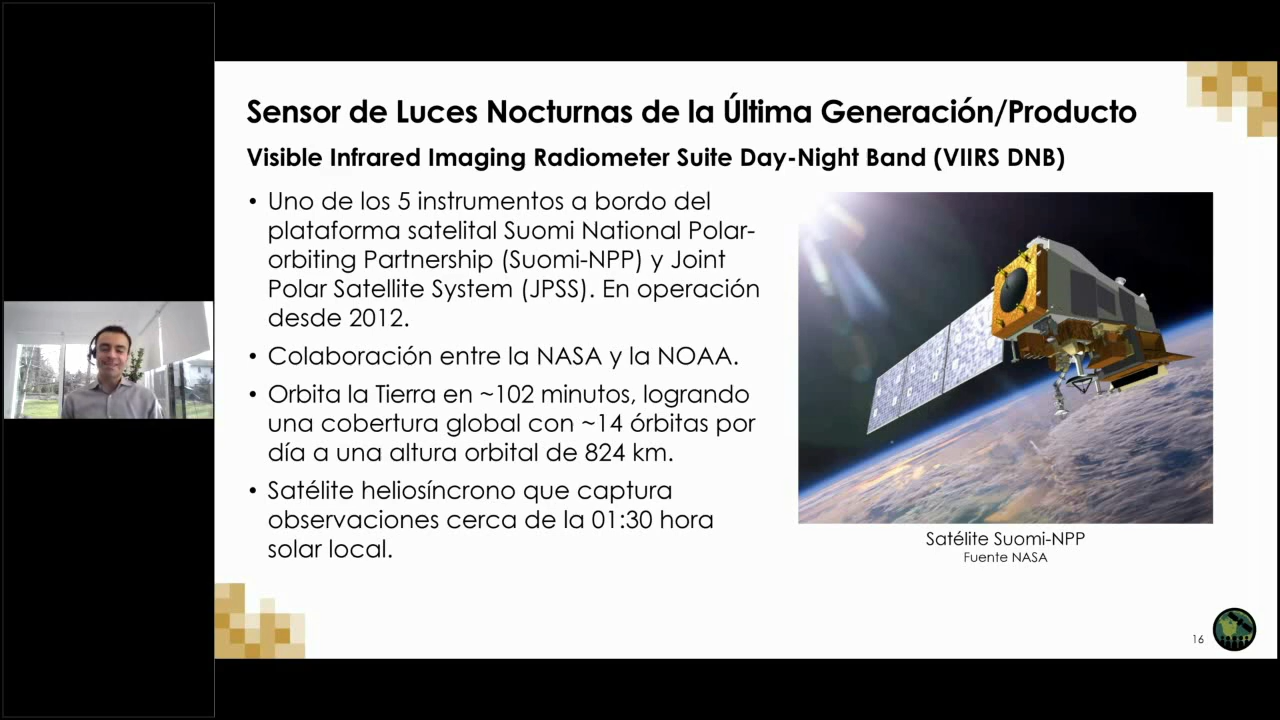 Sensor de Luces Nocturnas de la Última Generación/Producto
Visible Infrared Imaging Radiometer Suite Day-Night Band (VIIRS DNB)
• Uno de los 5 instrumentos a bordo del
plataforma satelital Suomi National Polar-
orbiting Partnership (Suomi-NPP) y Joint
Polar Satellite System (JPSS). En operación
desde 2012.
• Colaboración entre la NASA y la NOAA.
• Orbita la Tierra en ~102 minutos, logrando
una cobertura global con ~14 órbitas por
día a una altura orbital de 824 km.
• Satélite heliosíncrono que captura
observaciones cerca de la 01:30 hora
solar local.
Satélite Suomi-NPP
Fuente NASA
16